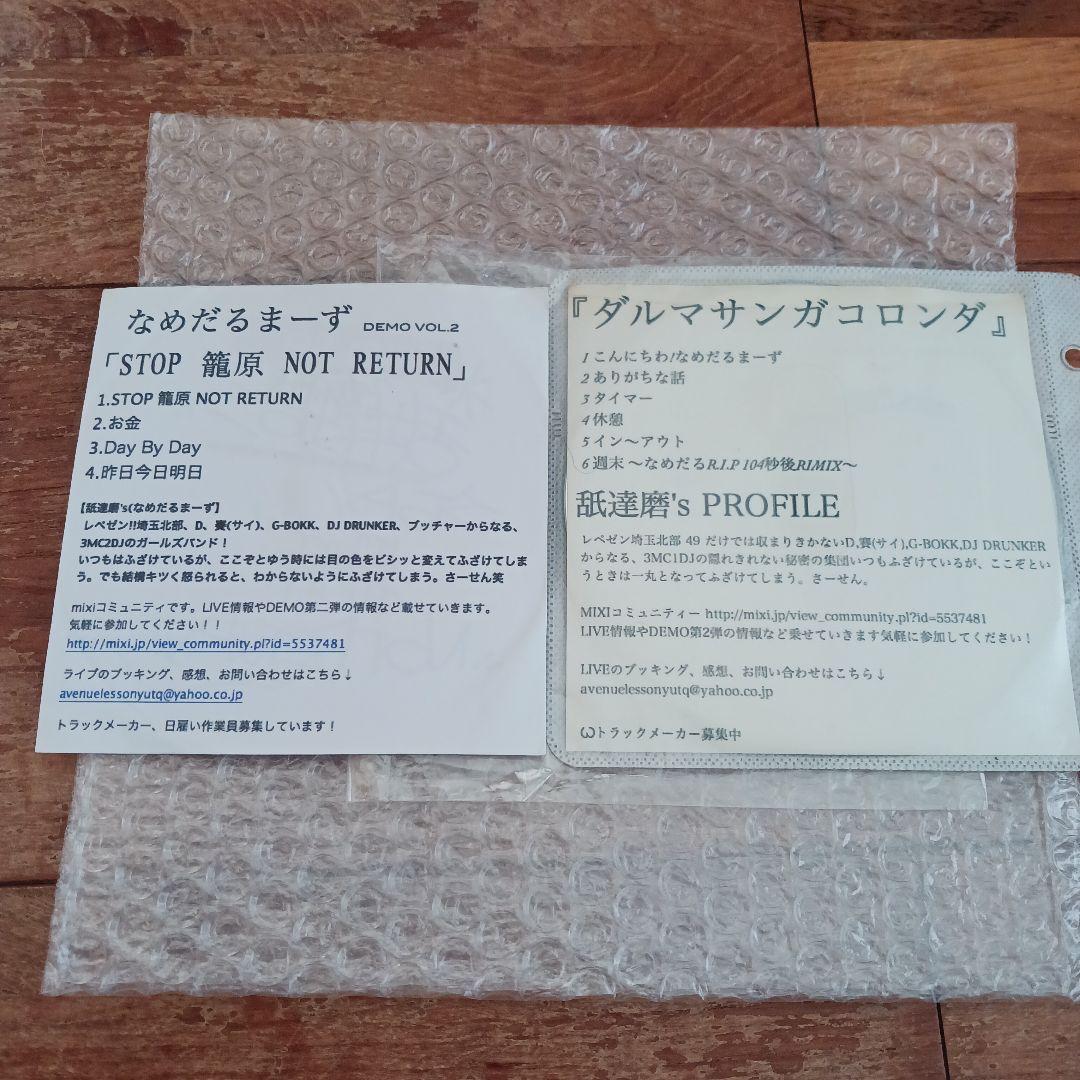 なめだるまーず DEMO VOL.2
「STOP 籠原 NOT RETURN」
1.STOP 籠原 NOT RETURN
2.お金
3.Day By Day
4.昨日今日明日
【舐達磨's(なめだるまーず】
レペゼン!!埼玉北部、D、賽(サイ)、G-BOKK、DJ DRUNKER、ブッチャーからなる、
3MC2DJのガールズバンド！
いつもはふざけているが、ここぞとゆう時には目の色をビシッと変えてふざけてしま
う。でも結構キツく怒られると、わからないようにふざけてしまう。さーせん笑
mixiコミュニティです。LIVE情報やDEMO第二弾の情報など載せていきます。
気軽に参加してください！！
http://mixi.jp/view_community.pl?id=5537481
ライブのブッキング、感想、お問い合わせはこちら↓
avenuelessonyutq@yahoo.co.jp
トラックメーカー、日雇い作業員募集しています！
『ダルマサンガコロンダ』
1 こんにちわ!なめだるまーず
2 ありがちな話
3 タイマー
4 休憩
5 イン〜アウト
6 週末 〜なめだるR.I.P 104秒後RIMIX〜
舐達磨's PROFILE
レペゼン埼玉北部 49 だけでは収まりきかないD,賽(サイ),G-BOKK,DJ DRUNKER
からなる、3MC1DJの隠れきれない秘密の集団いつもふざけているが、ここぞとい
うときは一丸となってふざけてしまう。さーせん。
MIXIコミュニティー http://mixi.jp/view_community.pl?id=5537481
LIVE情報やDEMO第2弾の情報など乗せていきます気軽に参加してください！
LIVEのブッキング、感想、お問い合わせはこちら↓
avenuelessonyutq@yahoo.co.jp
ωトラックメーカー募集中